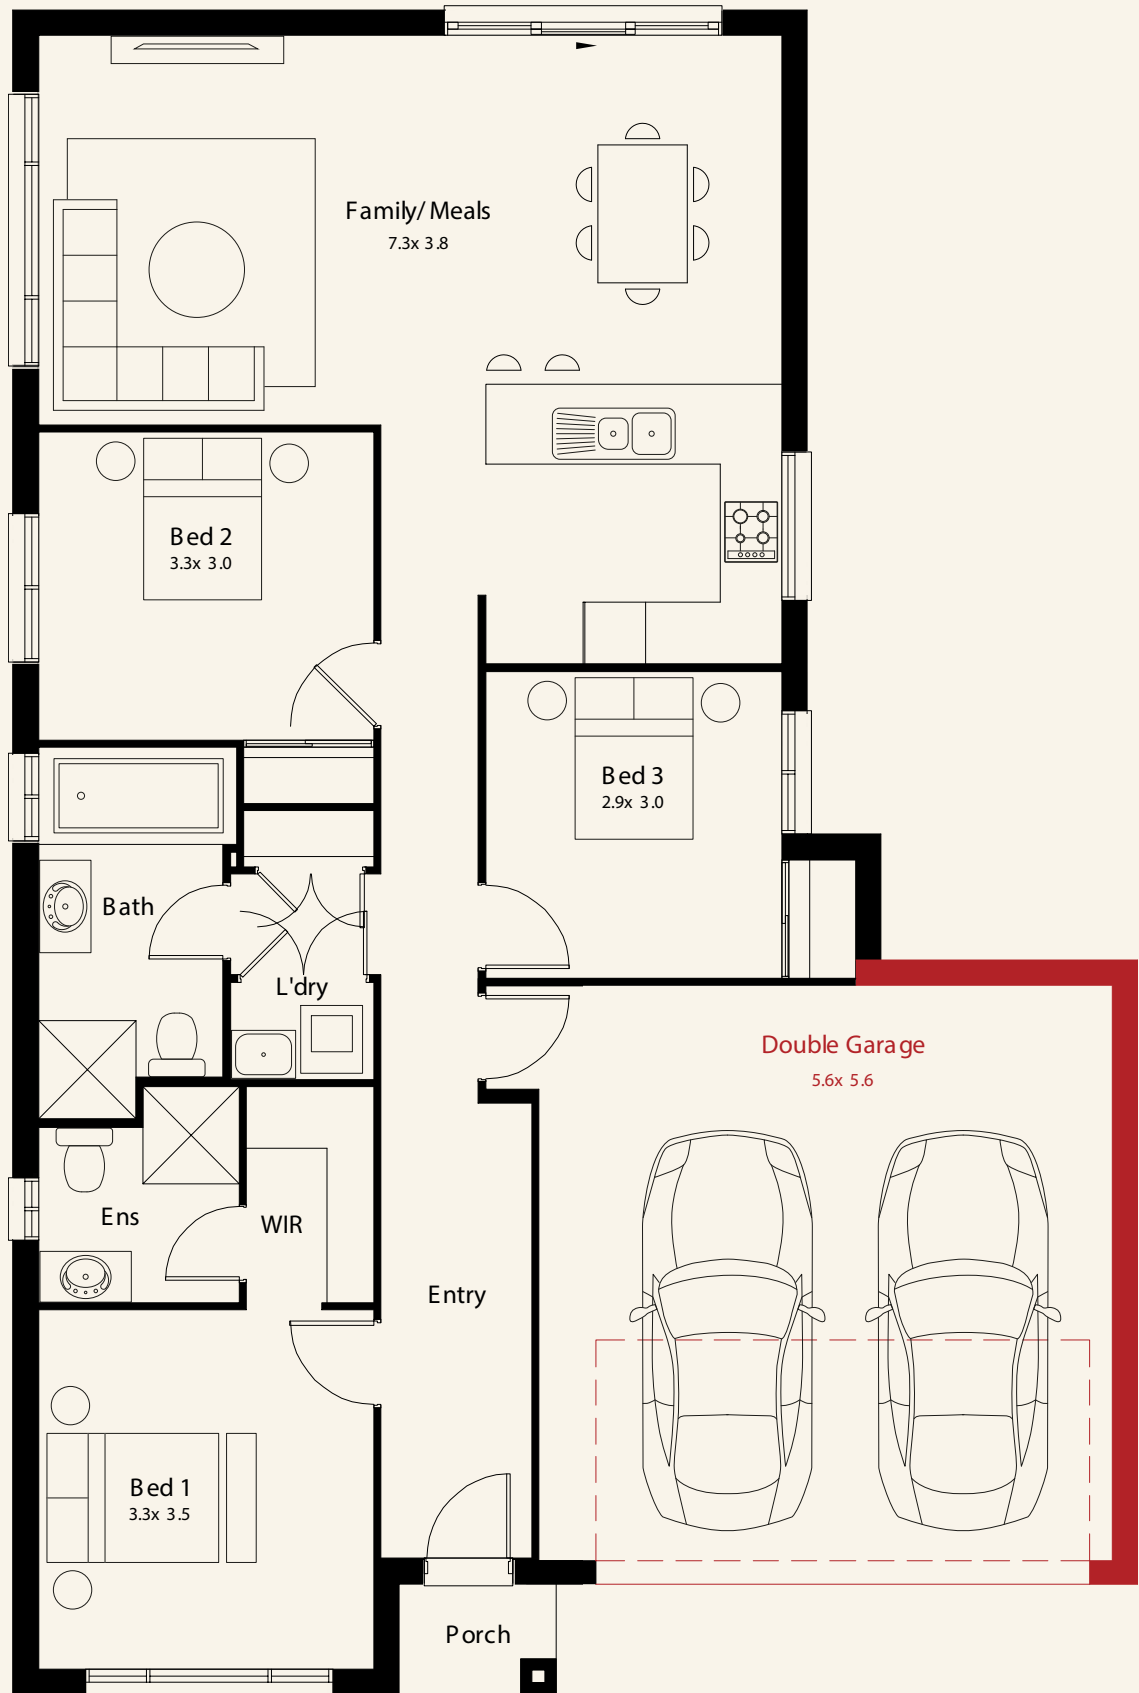 Family/ Meals
7.3x 3.8
Bed 2
3.3x 3.0
Bed 3
2.9x 3.0
Bath
L'dry
Double Garage
5.6x 5.6
Ens
WIR
Entry
Bed 1
3.3x 3.5
Porch